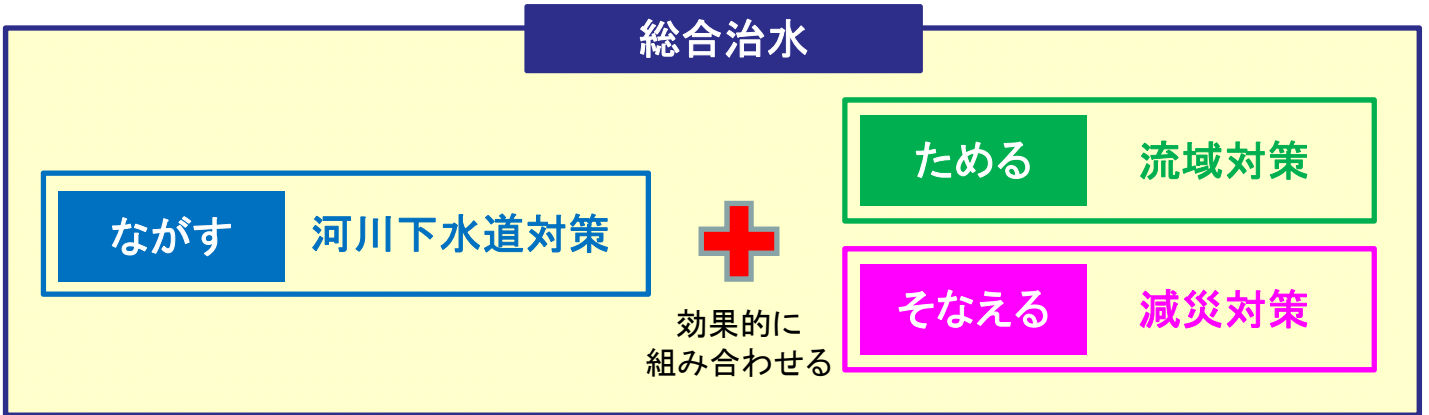 総合治水
ながす 河川下水道対策
効果的に
組み合わせる
ためる 流域対策
そなえる 減災対策